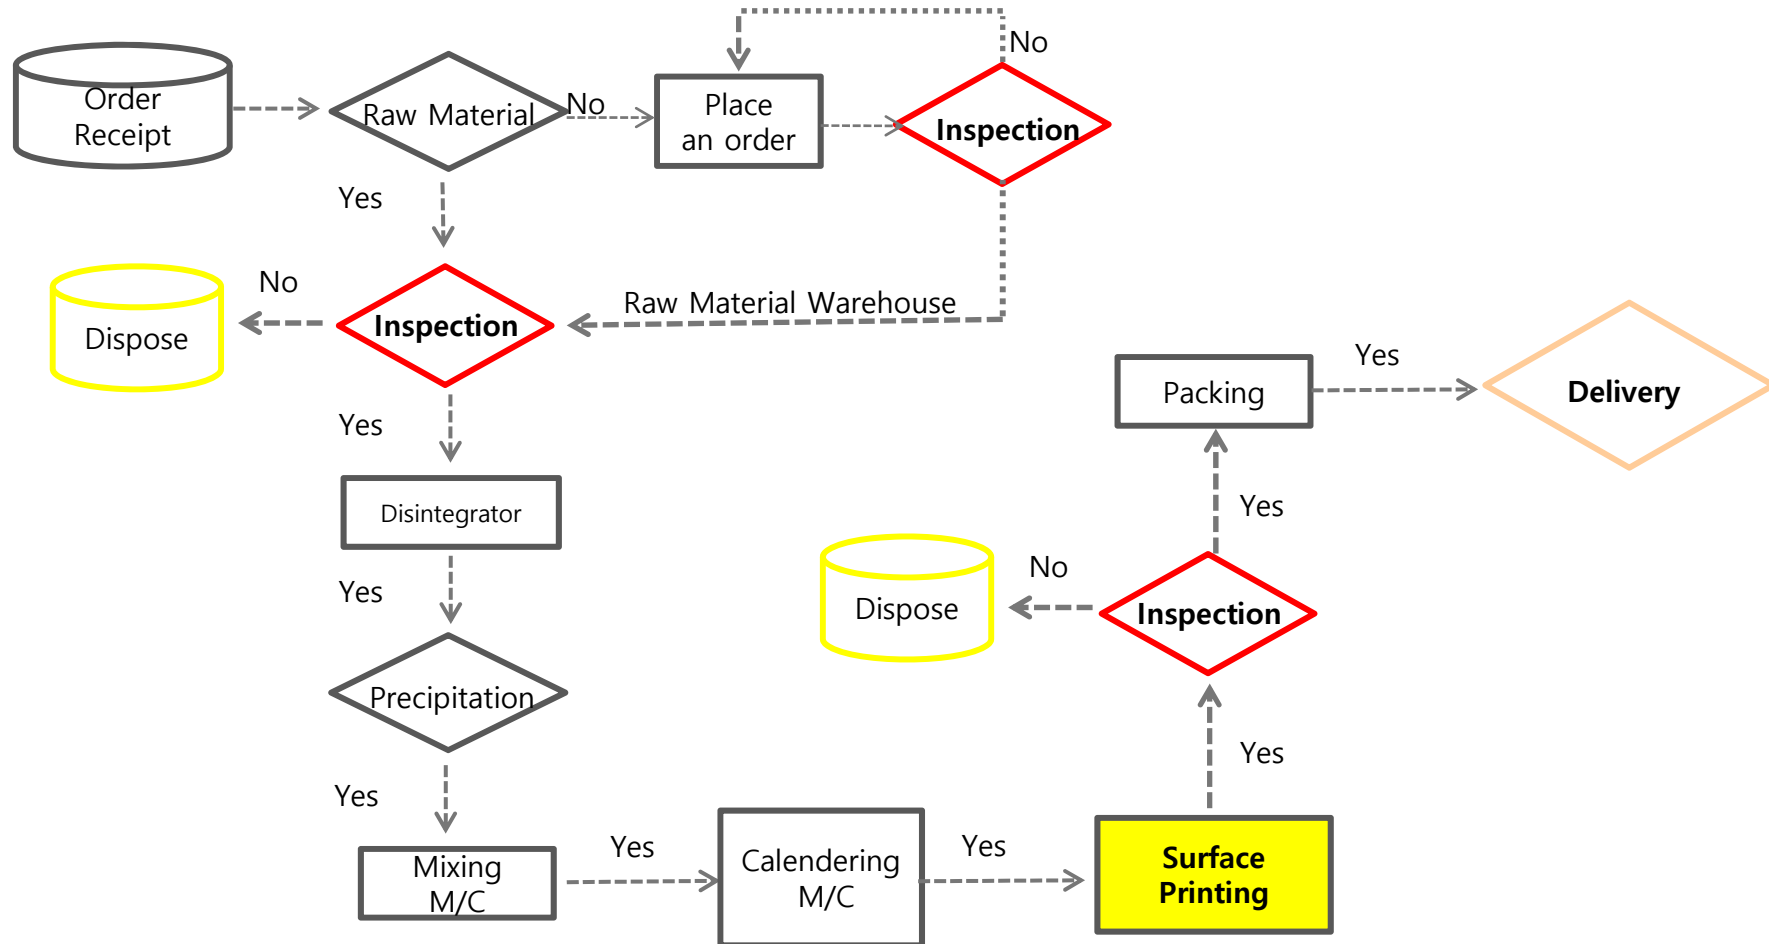 Order
Receipt
Raw Material
No
Place
an order
Inspection
No
Yes
Raw Material Warehouse
Inspection
No
Dispose
Yes
Disintegrator
Yes
Precipitation
Yes
Mixing
M/C
Yes
Calendering
M/C
Yes
Surface
Printing
Yes
Inspection
No
Dispose
Yes
Packing
Yes
Delivery